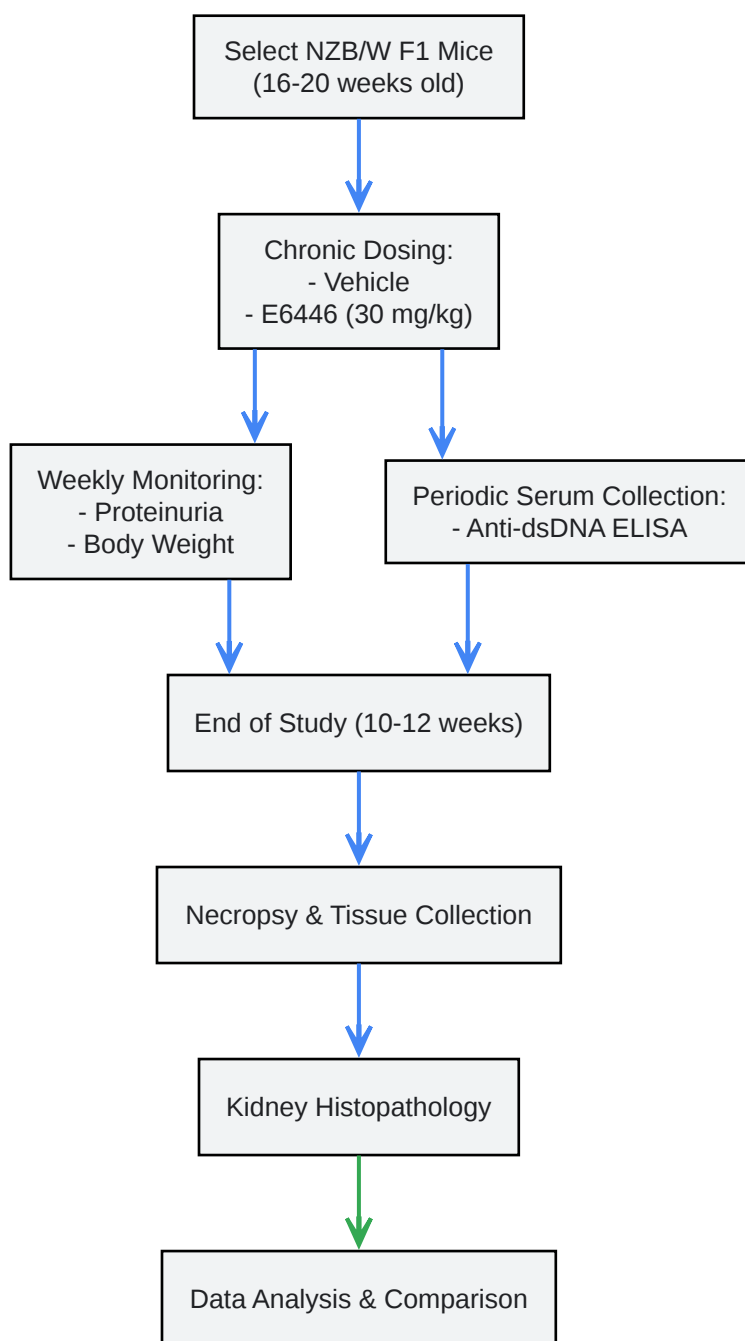 Select NZB/W F1 Mice
(16-20 weeks old)
Chronic Dosing:
- Vehicle
- E6446 (30 mg/kg)
Weekly Monitoring:
- Proteinuria
- Body Weight
Periodic Serum Collection:
- Anti-dsDNA ELISA
End of Study (10-12 weeks)
Necropsy & Tissue Collection
Kidney Histopathology
Data Analysis & Comparison